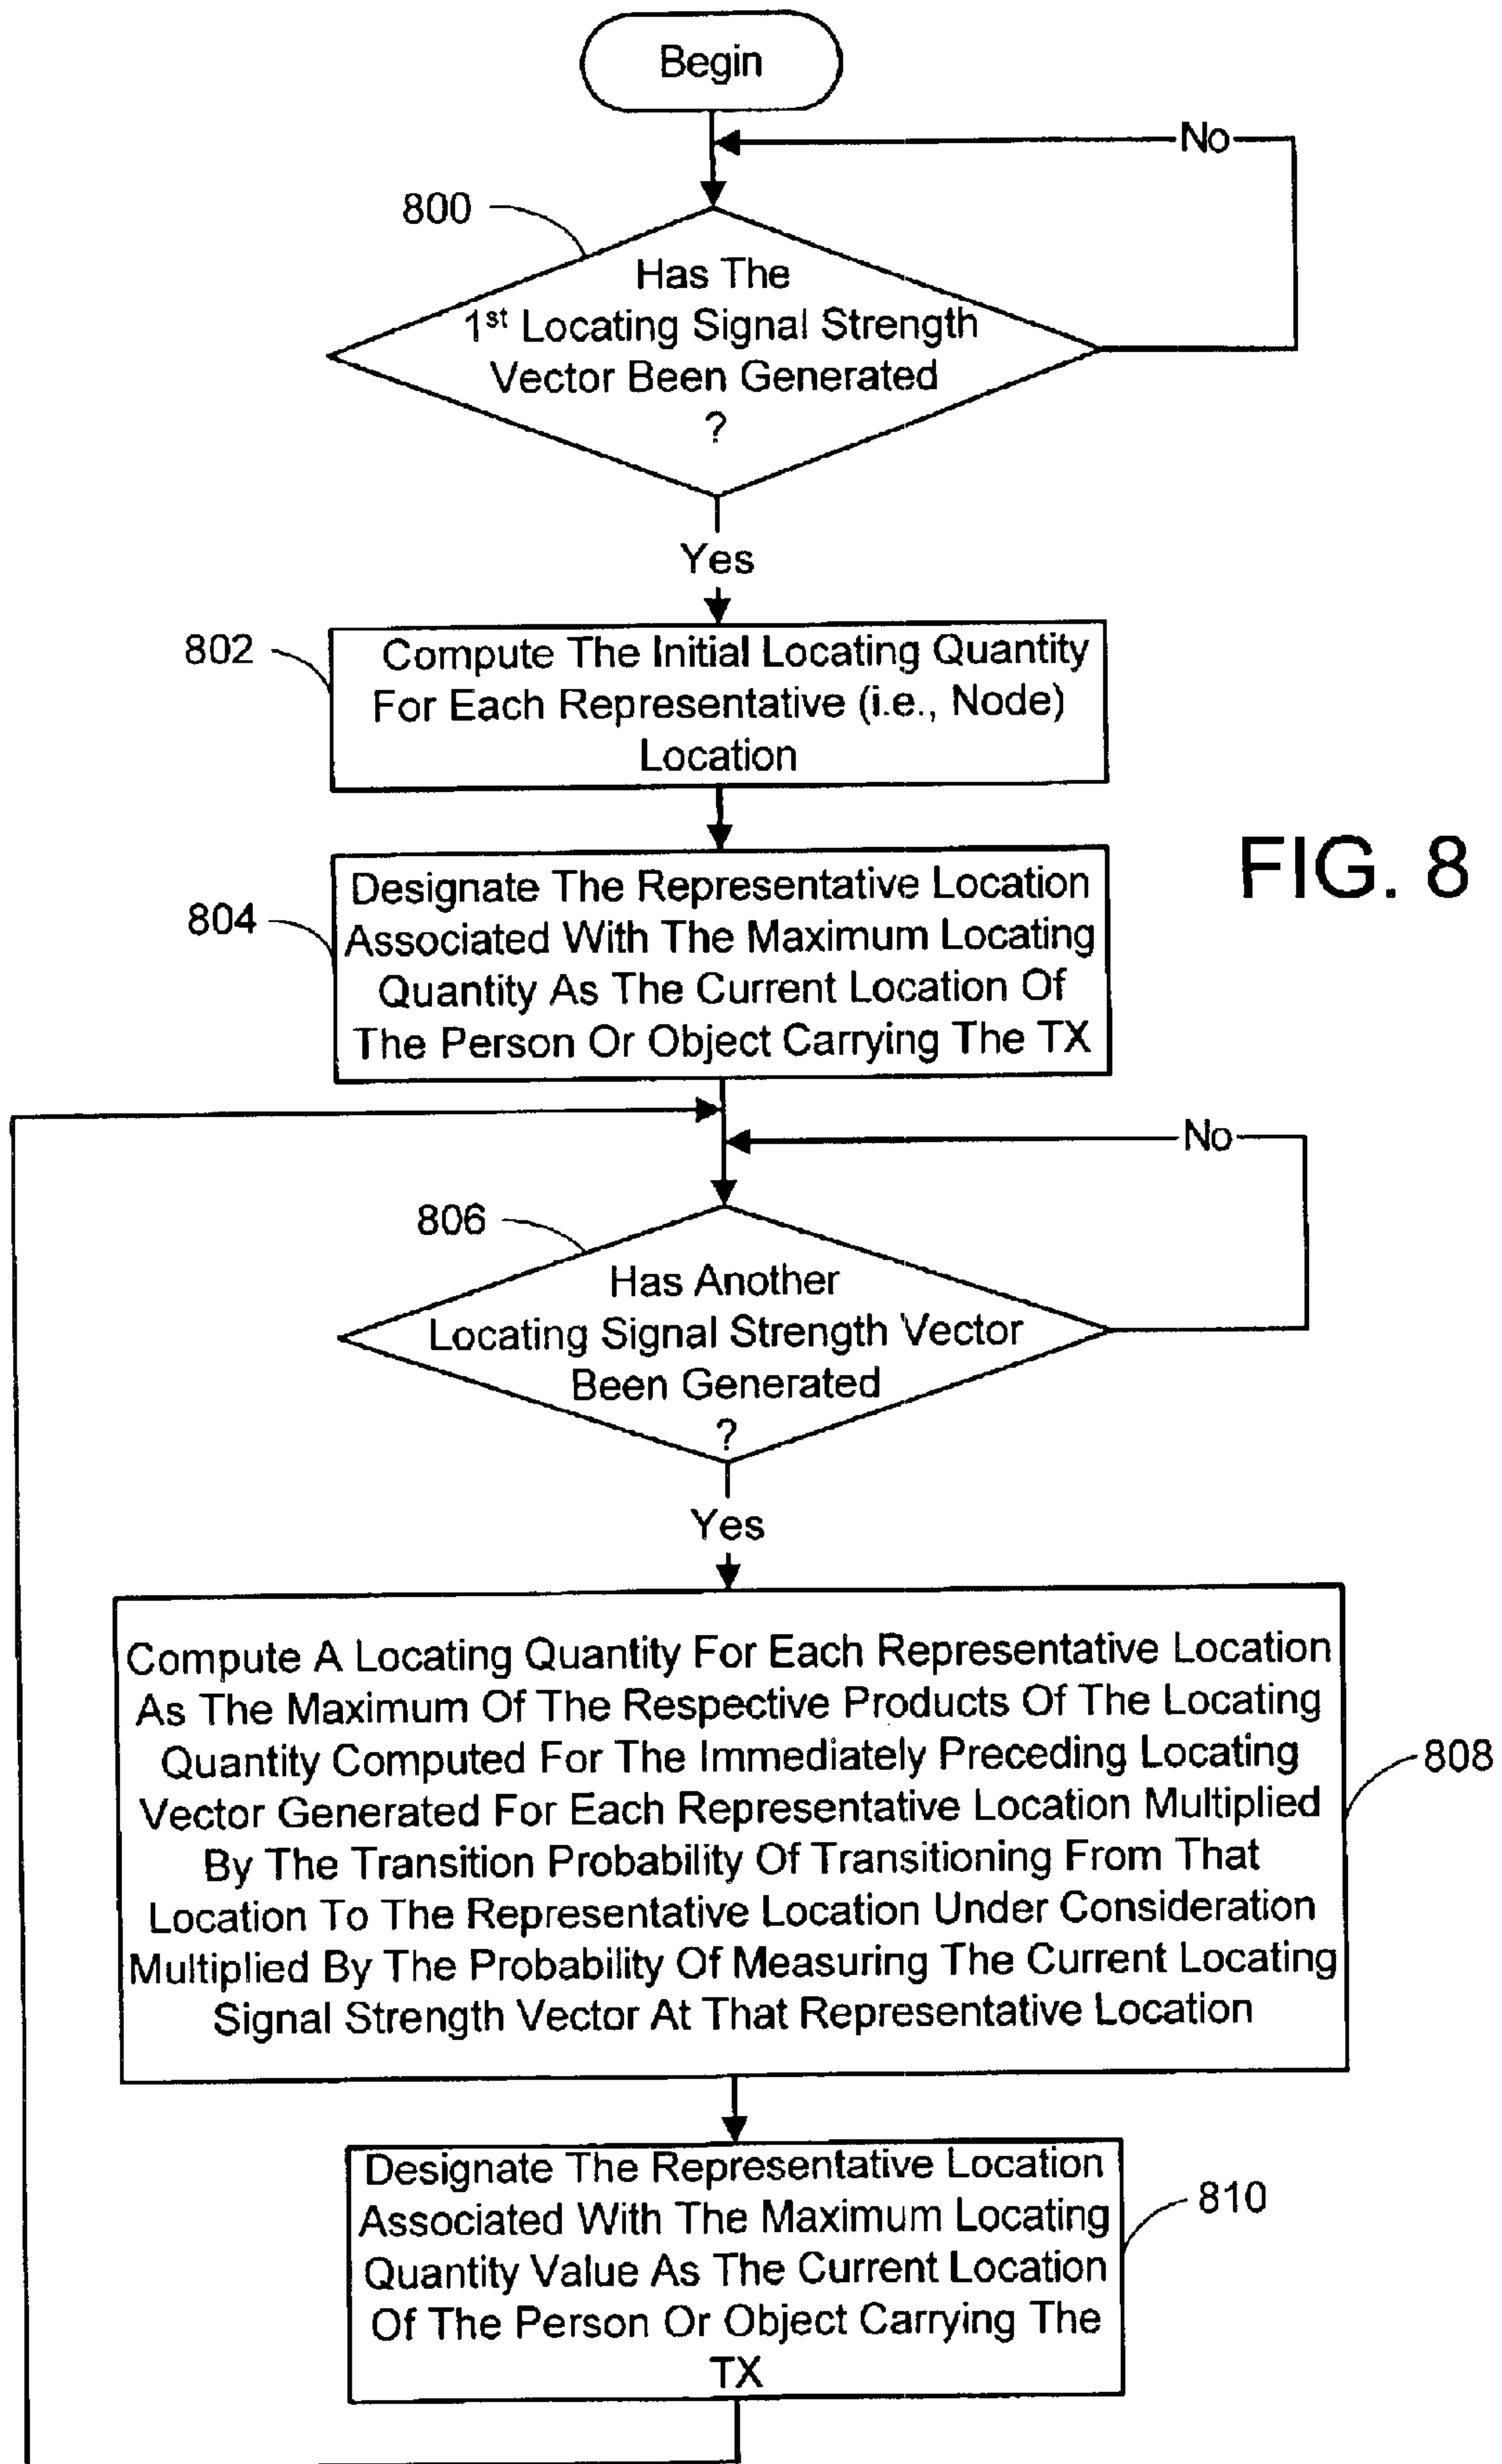 Begin
No
800
Has The
1st Locating Signal Strength
Vector Been Generated
?
Yes
802
Compute The Initial Locating Quantity
For Each Representative (i.e., Node)
Location
FIG. 8
804
Designate The Representative Location
Associated With The Maximum Locating
Quantity As The Current Location Of
The Person Or Object Carrying The TX
No
806
Has Another
Locating Signal Strength Vector
Been Generated
?
Yes
Compute A Locating Quantity For Each Representative Location
As The Maximum Of The Respective Products Of The Locating
Quantity Computed For The Immediately Preceding Locating
Vector Generated For Each Representative Location Multiplied
By The Transition Probability Of Transitioning From That
Location To The Representative Location Under Consideration
Multiplied By The Probability Of Measuring The Current Locating
Signal Strength Vector At That Representative Location
808
Designate The Representative Location
Associated With The Maximum Locating
Quantity Value As The Current Location
Of The Person Or Object Carrying The
TX
810